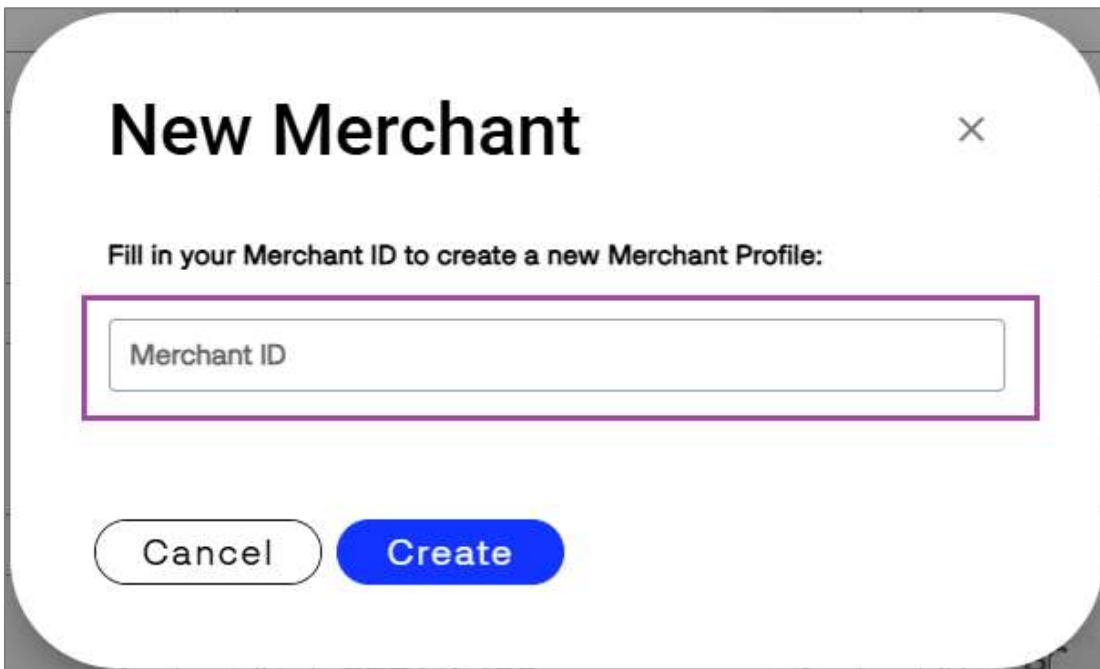 New Merchant
Fill in your Merchant ID to create a new Merchant Profile:
Merchant ID
Cancel Create